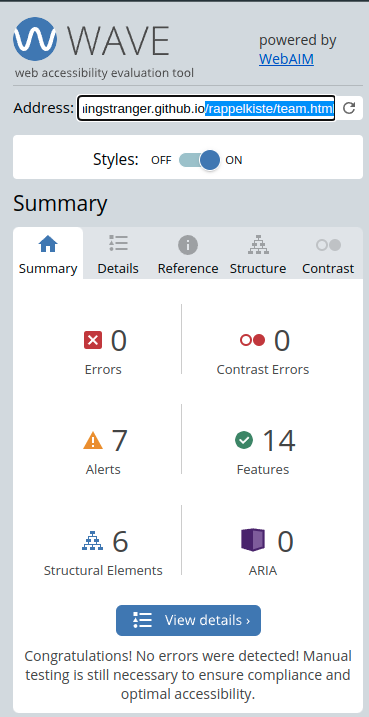 WAVE
web accessibility evaluation tool
powered by
WebAIM
Address: ingstranger.github.io/rappelkiste/team.html
Styles: OFF ON
Summary
Summary Details Reference Structure Contrast
0 0
Errors Contrast Errors
7 14
Alerts Features
6 0
Structural Elements ARIA
View details ›
Congratulations! No errors were detected! Manual
testing is still necessary to ensure compliance and
optimal accessibility.